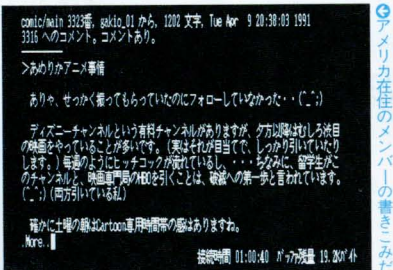 comic/main 3323番, gakio_01 から, 1202 文字, Tue Apr  9 20:38:03 1991
3316 へのコメント。コメントあり。
>あめりかアニメ事情
ありゃ、せっかく振ってもらっていたのにフォローしていなかった・・(^_^;)
ディズニーチャンネルという有料チャンネルがありますが、夕方以降はむしろ渋目
の映画をやっていることが多いです。(実はそれが目当てで、しっかり引いていたり
します。)毎週のようにヒッチコックが流れているし、・・・ちなみに、留学生がこ
のチャンネルと、映画専門局のHBOを引くことは、破滅への第一歩と言われています。
(^_^;)(両方引いている私)
確かに土曜の朝はCartoon専用時間帯の感はありますね。
.More..
接続時間 01:00:40 バッファ残量 19.2Kバイト
アメリカ在住のメンバーの書きこみだ